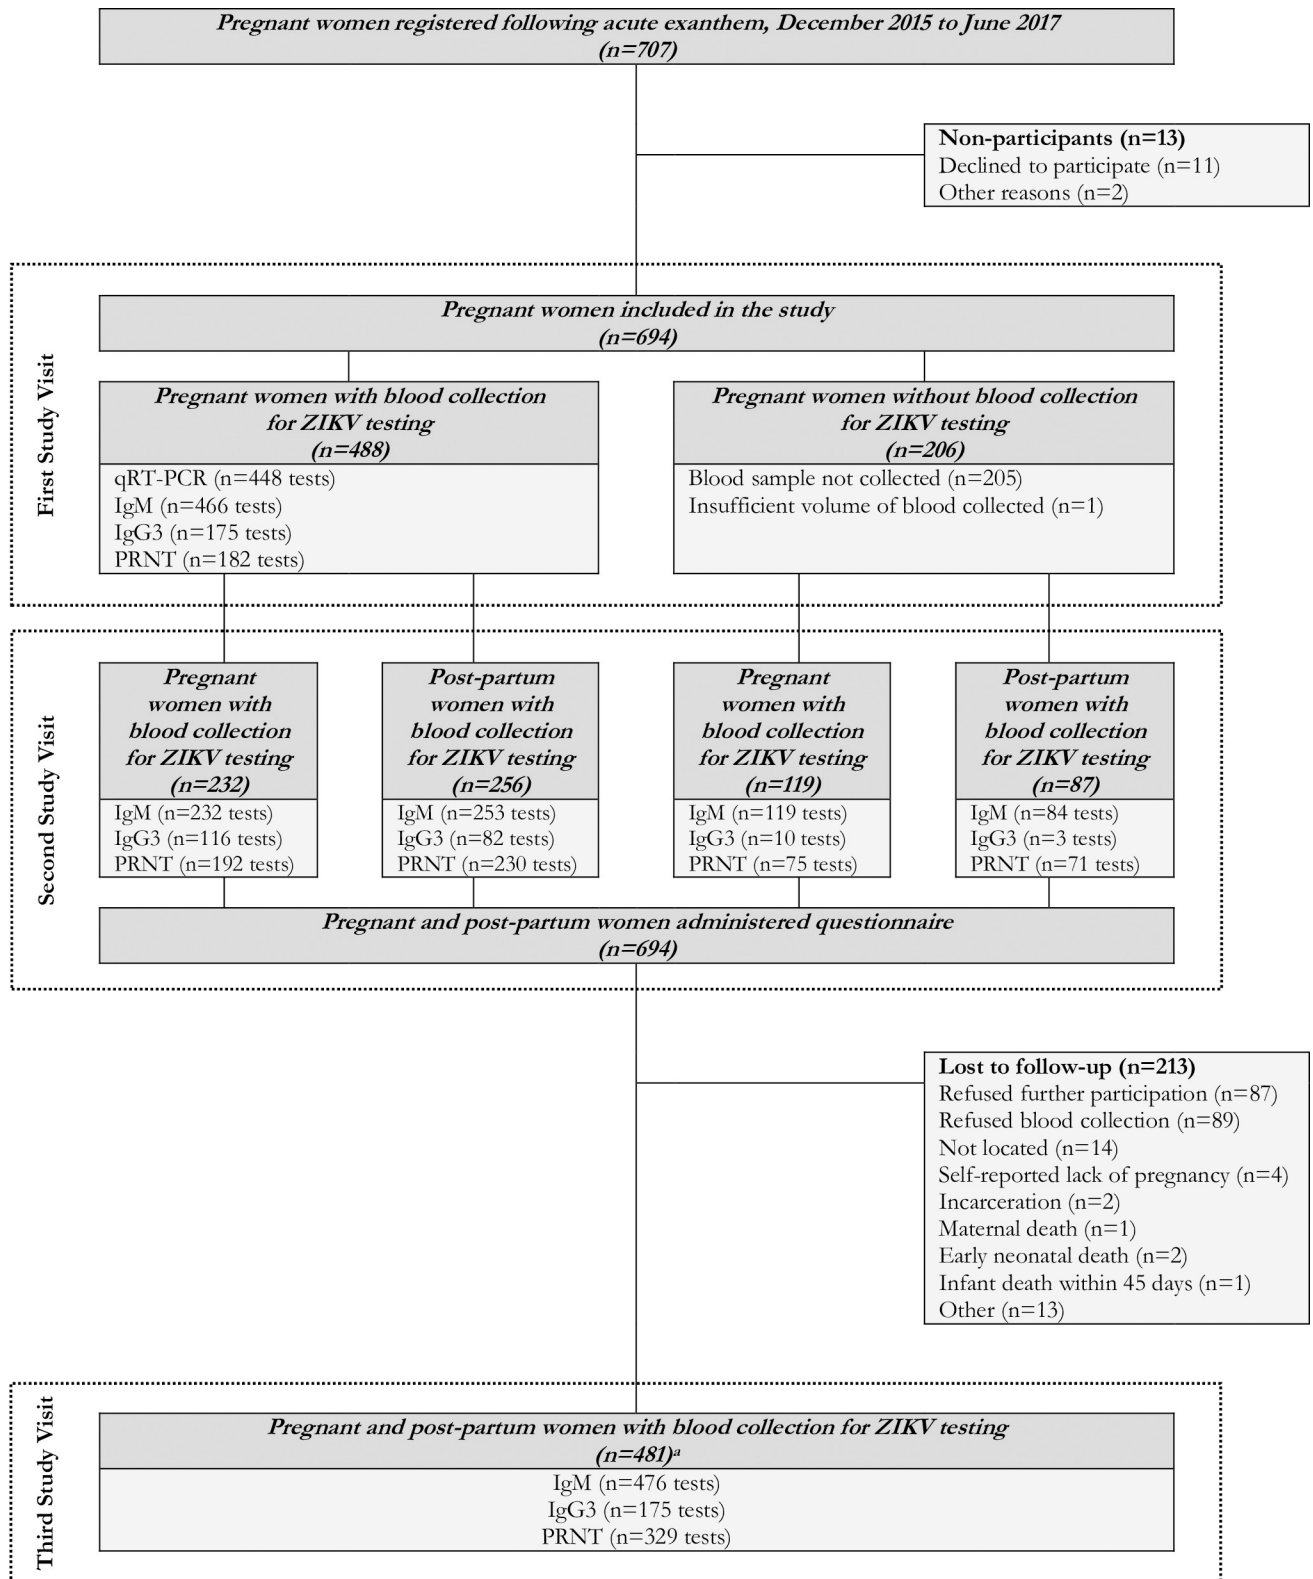 Pregnant women registered following acute exanthem, December 2015 to June 2017
(n=707)
Non-participants (n=13)
Declined to participate (n=11)
Other reasons (n=2)
First Study Visit
Pregnant women included in the study
(n=694)
Pregnant women with blood collection
for ZIKV testing
(n=488)
qRT-PCR (n=448 tests)
IgM (n=466 tests)
IgG3 (n=175 tests)
PRNT (n=182 tests)
Pregnant women without blood collection
for ZIKV testing
(n=206)
Blood sample not collected (n=205)
Insufficient volume of blood collected (n=1)
Second Study Visit
Pregnant
women with
blood collection
for ZIKV testing
(n=232)
IgM (n=232 tests)
IgG3 (n=116 tests)
PRNT (n=192 tests)
Post-partum
women with
blood collection
for ZIKV testing
(n=256)
IgM (n=253 tests)
IgG3 (n=82 tests)
PRNT (n=230 tests)
Pregnant
women with
blood collection
for ZIKV testing
(n=119)
IgM (n=119 tests)
IgG3 (n=10 tests)
PRNT (n=75 tests)
Post-partum
women with
blood collection
for ZIKV testing
(n=87)
IgM (n=84 tests)
IgG3 (n=3 tests)
PRNT (n=71 tests)
Pregnant and post-partum women administered questionnaire
(n=694)
Lost to follow-up (n=213)
Refused further participation (n=87)
Refused blood collection (n=89)
Not located (n=14)
Self-reported lack of pregnancy (n=4)
Incarceration (n=2)
Maternal death (n=1)
Early neonatal death (n=2)
Infant death within 45 days (n=1)
Other (n=13)
Third Study Visit
Pregnant and post-partum women with blood collection for ZIKV testing
(n=481)ᵃ
IgM (n=476 tests)
IgG3 (n=175 tests)
PRNT (n=329 tests)